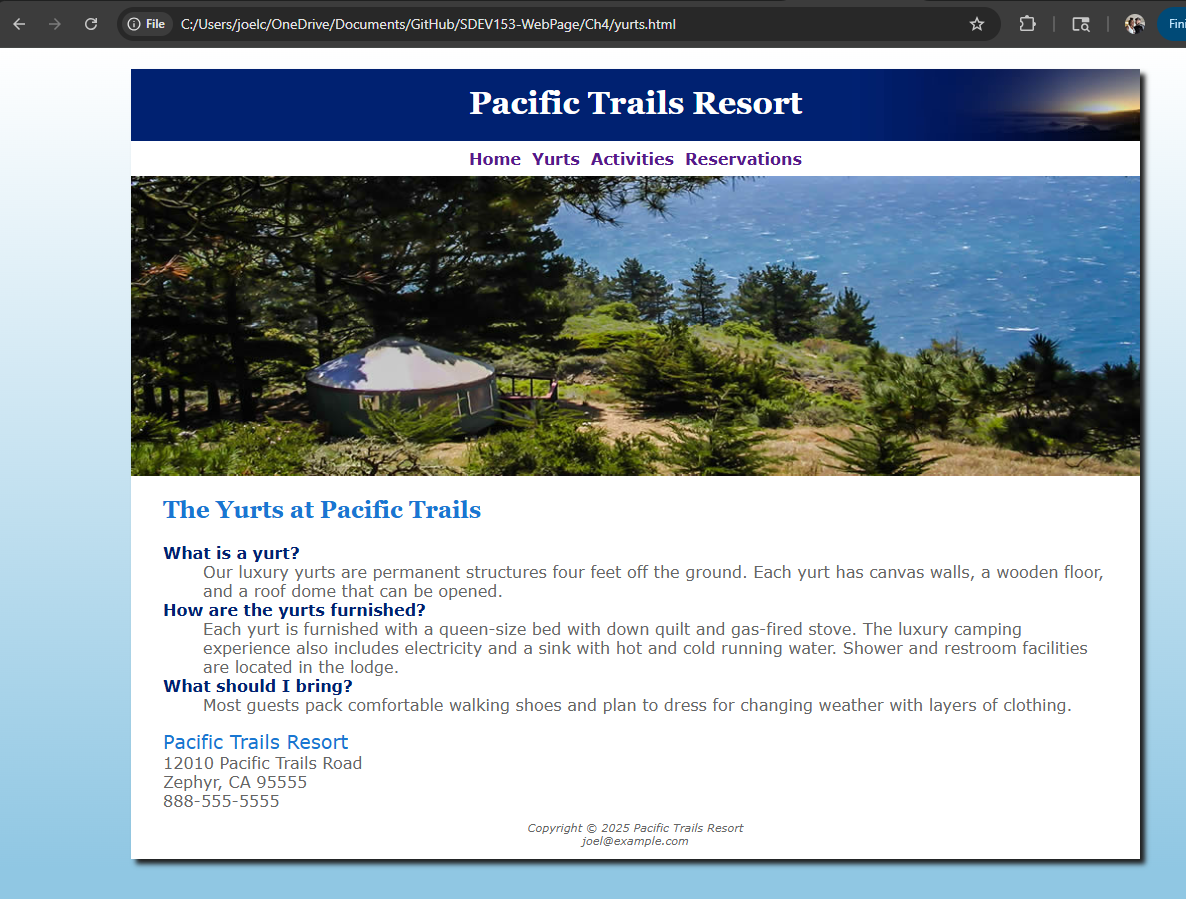 File C:/Users/joelc/OneDrive/Documents/GitHub/SDEV153-WebPage/Ch4/yurts.html
Pacific Trails Resort
Home Yurts Activities Reservations
The Yurts at Pacific Trails
What is a yurt?
Our luxury yurts are permanent structures four feet off the ground. Each yurt has canvas walls, a wooden floor,
and a roof dome that can be opened.
How are the yurts furnished?
Each yurt is furnished with a queen-size bed with down quilt and gas-fired stove. The luxury camping
experience also includes electricity and a sink with hot and cold running water. Shower and restroom facilities
are located in the lodge.
What should I bring?
Most guests pack comfortable walking shoes and plan to dress for changing weather with layers of clothing.
Pacific Trails Resort
12010 Pacific Trails Road
Zephyr, CA 95555
888-555-5555
Copyright © 2025 Pacific Trails Resort
joel@example.com